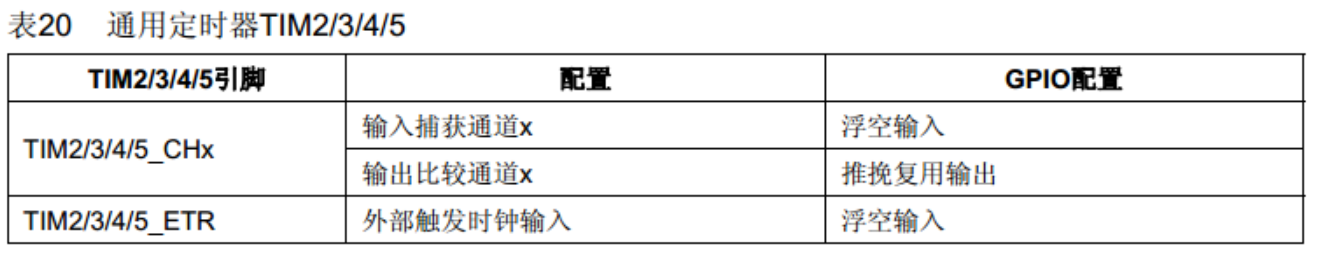 表20 通用定时器TIM2/3/4/5
TIM2/3/4/5引脚 配置 GPIO配置
TIM2/3/4/5_CHx 输入捕获通道x 浮空输入
输出比较通道x 推挽复用输出
TIM2/3/4/5_ETR 外部触发时钟输入 浮空输入